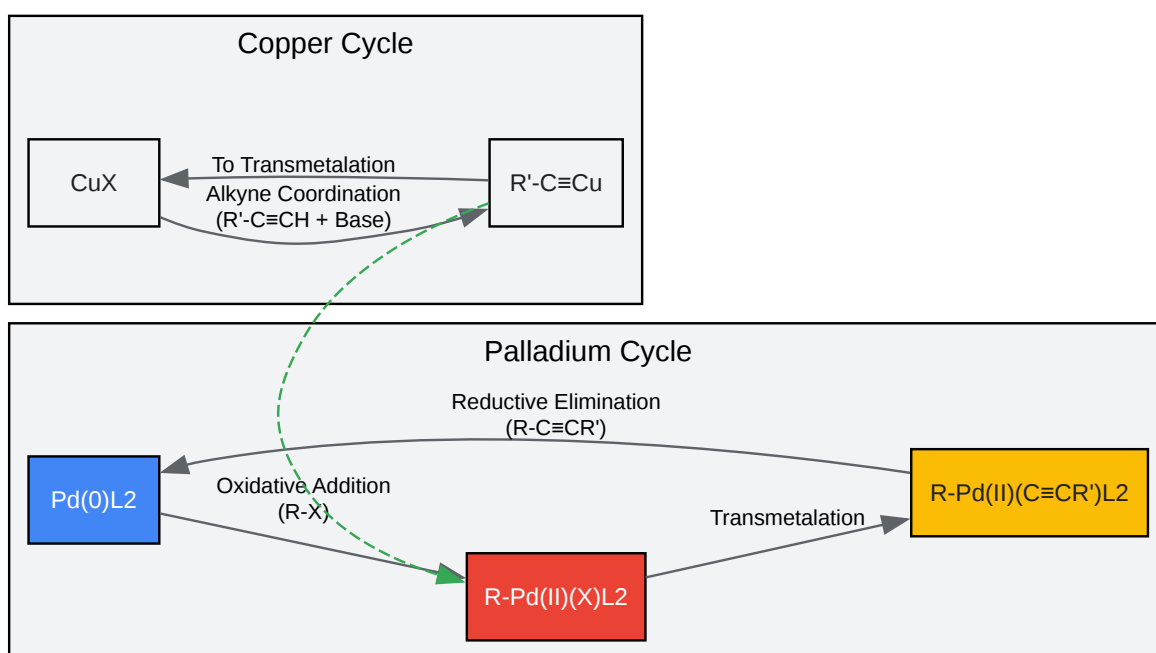 Copper Cycle
To Transmetalation
CuX
Alkyne Coordination
(R'-C≡CH + Base)
R'-C≡Cu
Palladium Cycle
Reductive Elimination
(R-C≡CR')
Pd(0)L2
Oxidative Addition
(R-X)
R-Pd(II)(C≡CR')L2
Transmetalation
R-Pd(II)(X)L2